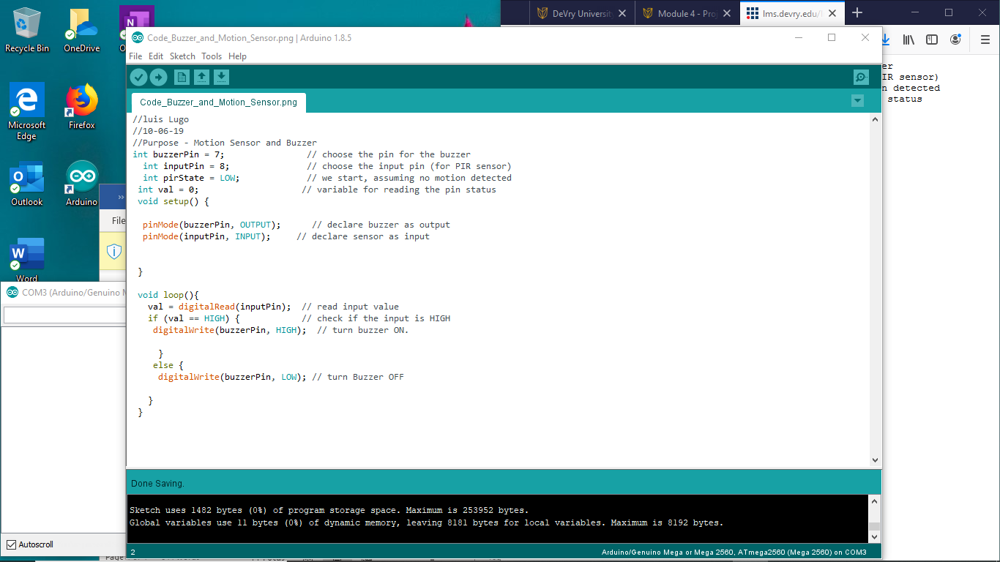 Recycle Bin
OneDrive
Microsoft
Edge
Firefox
Outlook
Arduino
Word
File
COM3 (Arduino/Genuino
Autoscroll
DeVry Universit
Module 4 - Pro
lms.devry.edu/
Code_Buzzer_and_Motion_Sensor.png | Arduino 1.8.5
File Edit Sketch Tools Help
Code_Buzzer_and_Motion_Sensor.png
//luis Lugo
//10-06-19
//Purpose - Motion Sensor and Buzzer
int buzzerPin = 7; // choose the pin for the buzzer
int inputPin = 8; // choose the input pin (for PIR sensor)
int pirState = LOW; // we start, assuming no motion detected
int val = 0; // variable for reading the pin status
void setup() {
pinMode(buzzerPin, OUTPUT); // declare buzzer as output
pinMode(inputPin, INPUT); // declare sensor as input
}
void loop(){
val = digitalRead(inputPin); // read input value
if (val == HIGH) { // check if the input is HIGH
digitalWrite(buzzerPin, HIGH); // turn buzzer ON.
}
else {
digitalWrite(buzzerPin, LOW); // turn Buzzer OFF
}
}
er
PIR sensor)
n detected
status
Done Saving.
Sketch uses 1482 bytes (0%) of program storage space. Maximum is 253952 bytes.
Global variables use 11 bytes (0%) of dynamic memory, leaving 8181 bytes for local variables. Maximum is 8192 bytes.
2
Arduino/Genuino Mega or Mega 2560, ATmega2560 (Mega 2560) on COM3